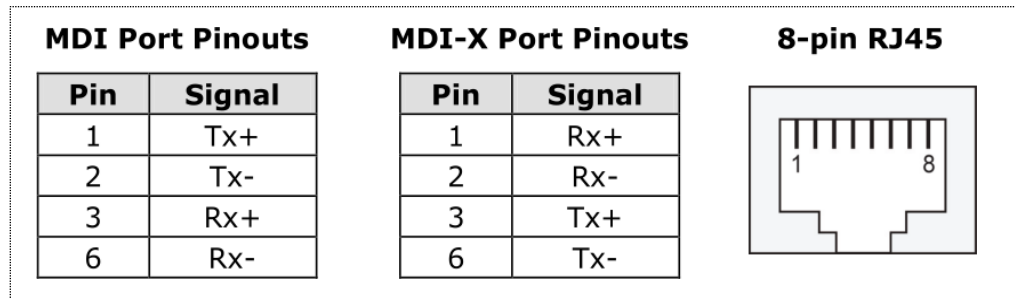 MDI Port Pinouts
Pin Signal
1 Tx+
2 Tx-
3 Rx+
6 Rx-
MDI-X Port Pinouts
Pin Signal
1 Rx+
2 Rx-
3 Tx+
6 Tx-
8-pin RJ45
1 8